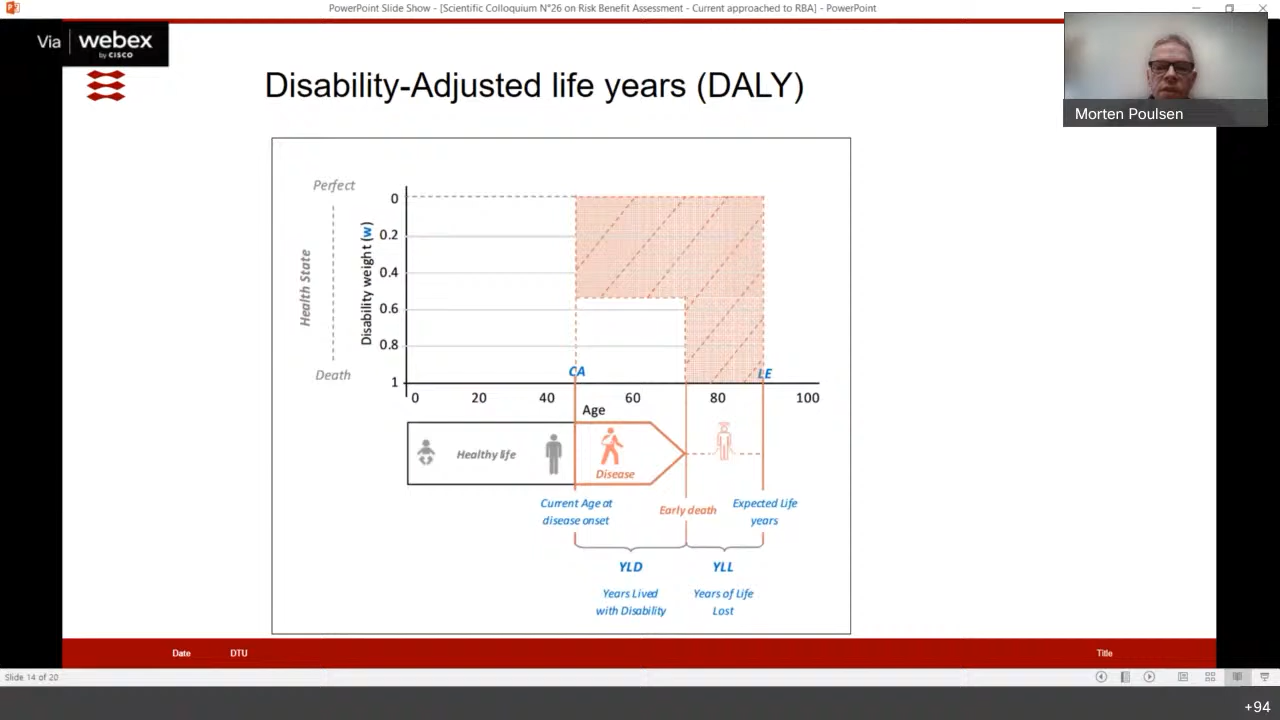 PowerPoint Slide Show - [Scientific Colloquium N°26 on Risk Benefit Assessment - Current approached to RBA] - PowerPoint
Via webex
by CISCO
Morten Poulsen
Disability-Adjusted life years (DALY)
Perfect
Health State
Death
Disability weight (w)
0
0.2
0.4
0.6
0.8
1
CA
LE
0 20 40 60 80 100
Age
Healthy life
Disease
Current Age at
disease onset
Early death
Expected Life
years
YLD
YLL
Years Lived
with Disability
Years of Life
Lost
Date DTU Title
Slide 14 of 20
+94